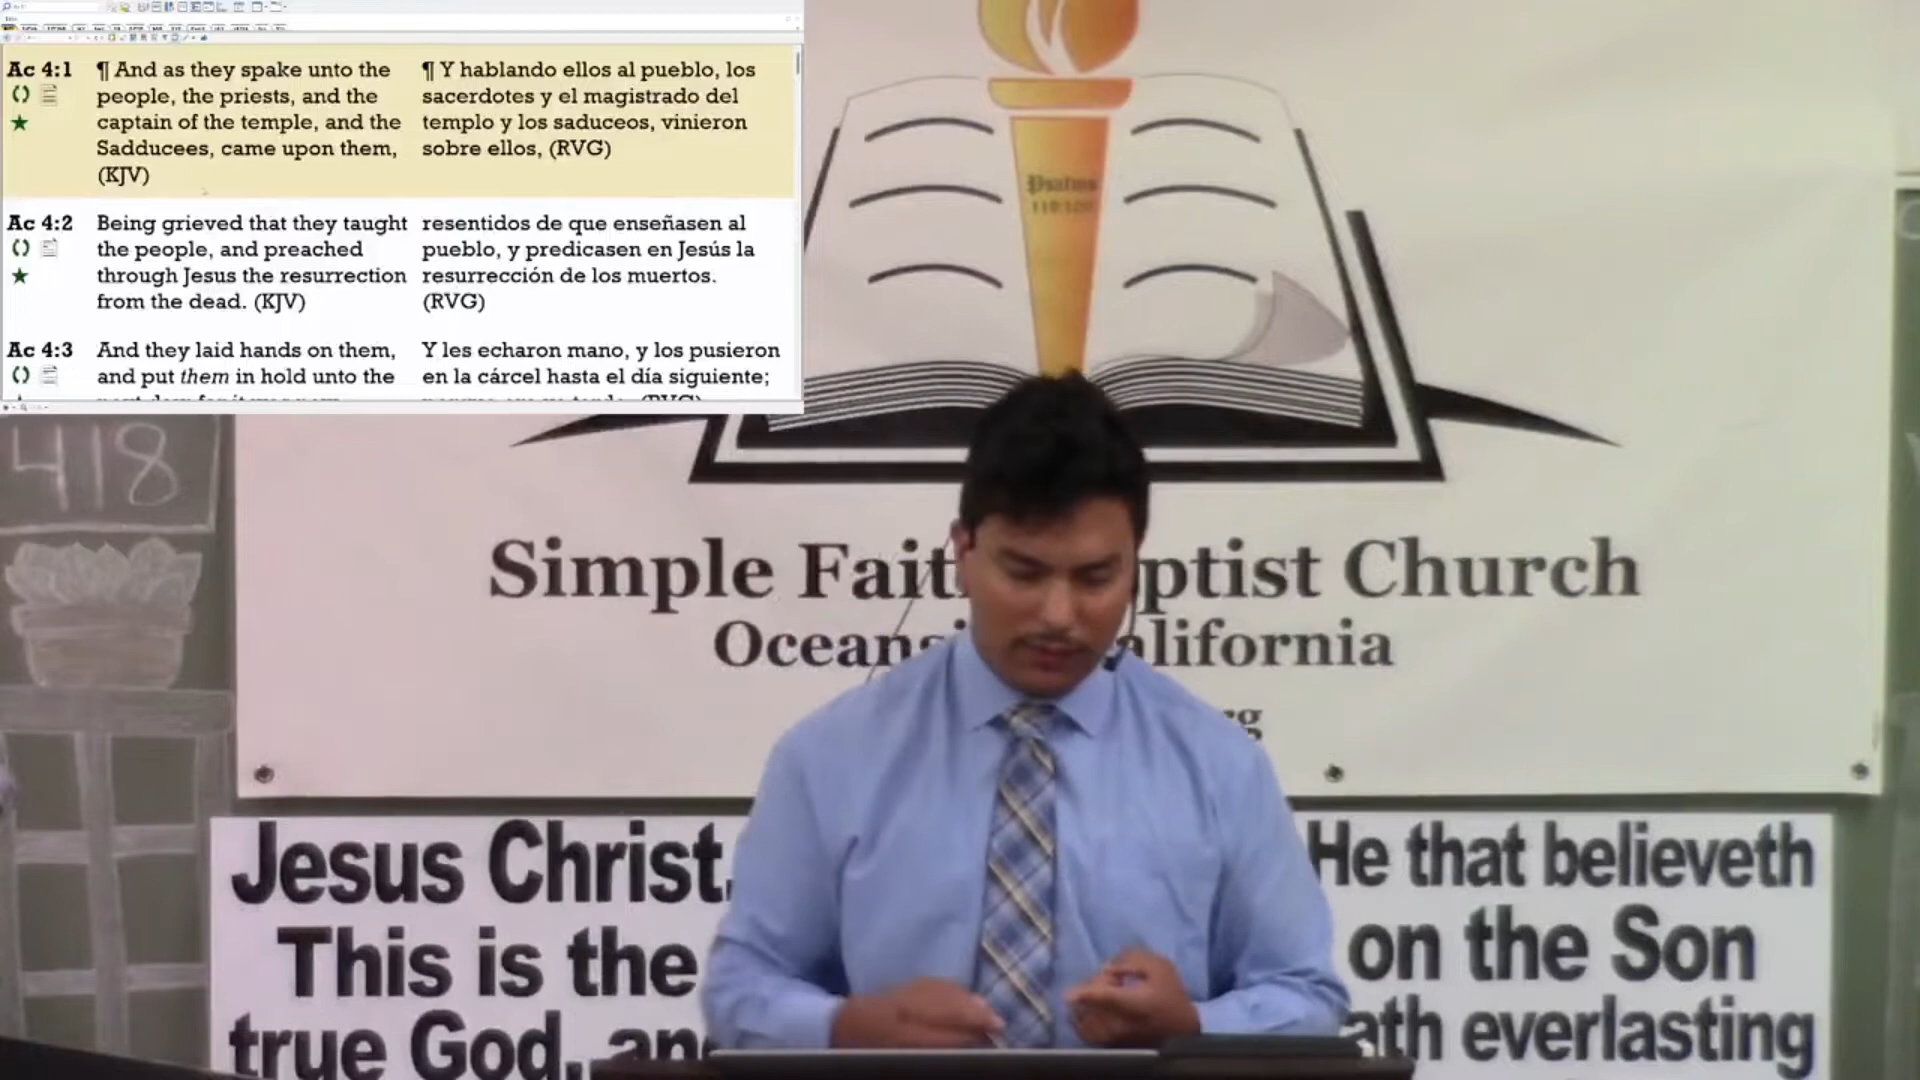 Ac 4:1
¶ And as they spake unto the
people, the priests, and the
captain of the temple, and the
Sadducees, came upon them,
(KJV)
¶ Y hablando ellos al pueblo, los
sacerdotes y el magistrado del
templo y los saduceos, vinieron
sobre ellos, (RVG)
Ac 4:2
Being grieved that they taught
the people, and preached
through Jesus the resurrection
from the dead. (KJV)
resentidos de que enseñasen al
pueblo, y predicasen en Jesús la
resurrección de los muertos.
(RVG)
Ac 4:3
And they laid hands on them,
and put them in hold unto the
Y les echaron mano, y los pusieron
en la cárcel hasta el día siguiente;
Psalms
418
Simple Fait ptist Church
Oceans alifornia
rg
Jesus Christ.
This is the
true God, and
He that believeth
on the Son
ath everlasting